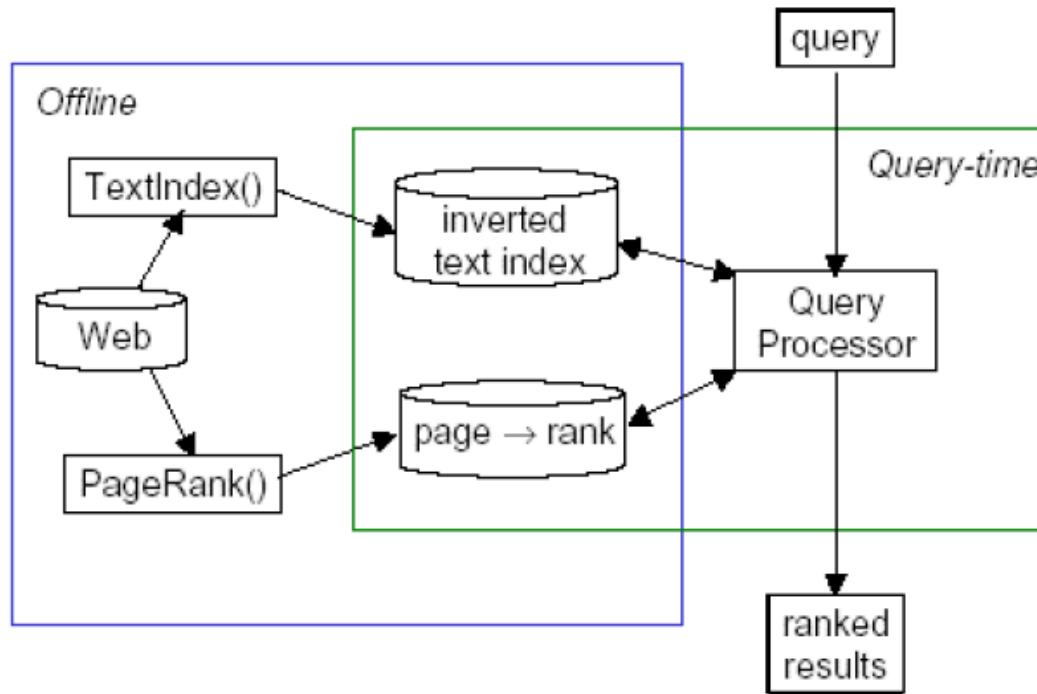 query
Offline
Query-time
TextIndex()
inverted
text index
Web
Query
Processor
page → rank
PageRank()
ranked
results